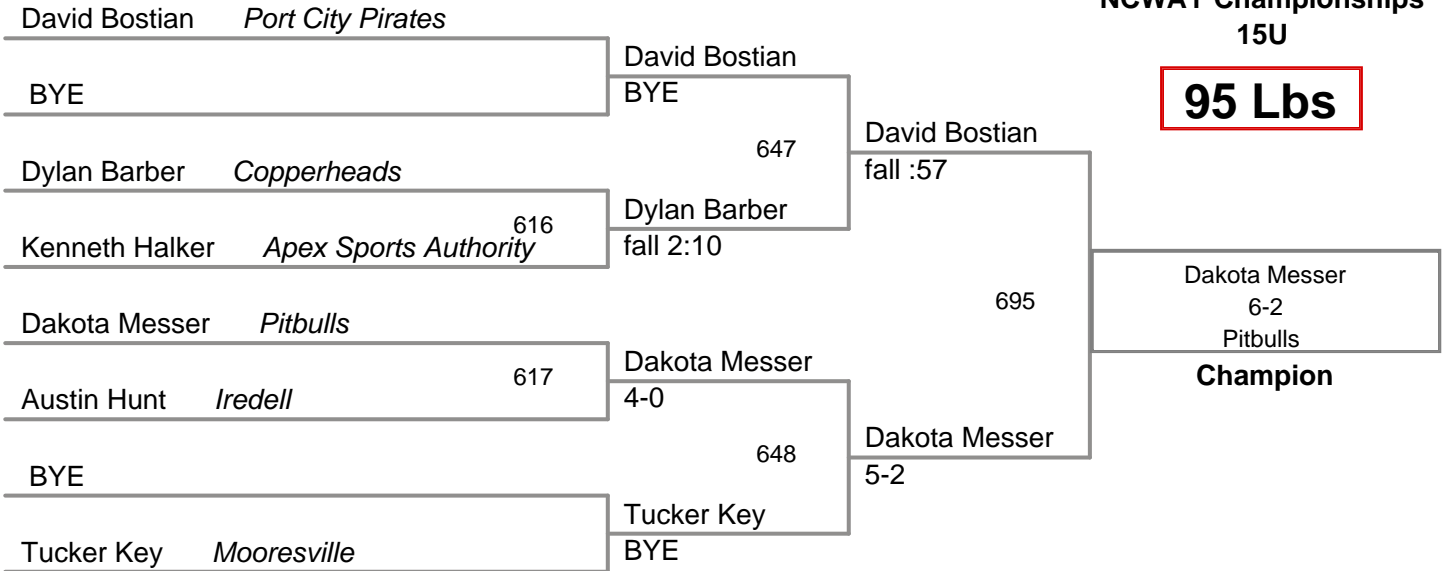 NCWAY Championships
15U
95 Lbs
David Bostian Port City Pirates
BYE
Dylan Barber Copperheads
616
Kenneth Halker Apex Sports Authority
Dakota Messer Pitbulls
617
Austin Hunt Iredell
BYE
Tucker Key Mooresville
David Bostian
BYE
647
Dylan Barber
fall 2:10
Dakota Messer
4-0
648
Tucker Key
BYE
David Bostian
fall :57
695
Dakota Messer
5-2
Dakota Messer
6-2
Pitbulls
Champion